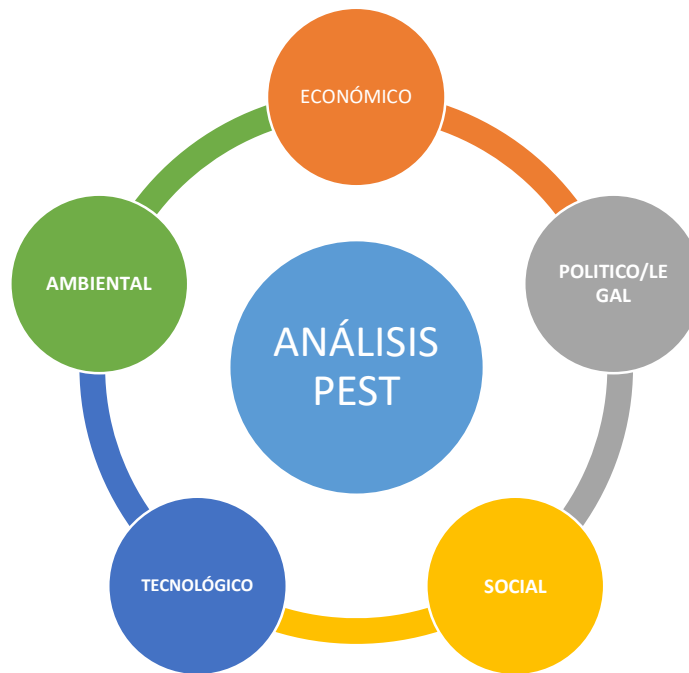 ECONÓMICO
POLITICO/LE
GAL
AMBIENTAL
ANÁLISIS
PEST
TECNOLÓGICO
SOCIAL